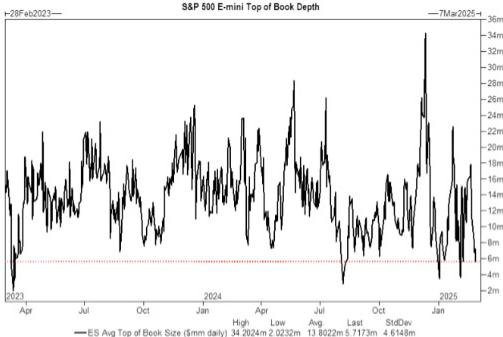 S&P 500 E-mini Top of Book Depth
28Feb2023
7Mar2025
36m
34m
32m
30m
28m
26m
24m
22m
20m
18m
16m
14m
12m
10m
8m
6m
4m
2m
2023 2024 2025
Apr Jul Oct Jan Apr Jul Oct Jan
High Low Avg. Last StdDev
ES Avg Top of Book Size ($mm daily) 34.2024m 2.0232m 13.8022m 5.7173m 4.6148m